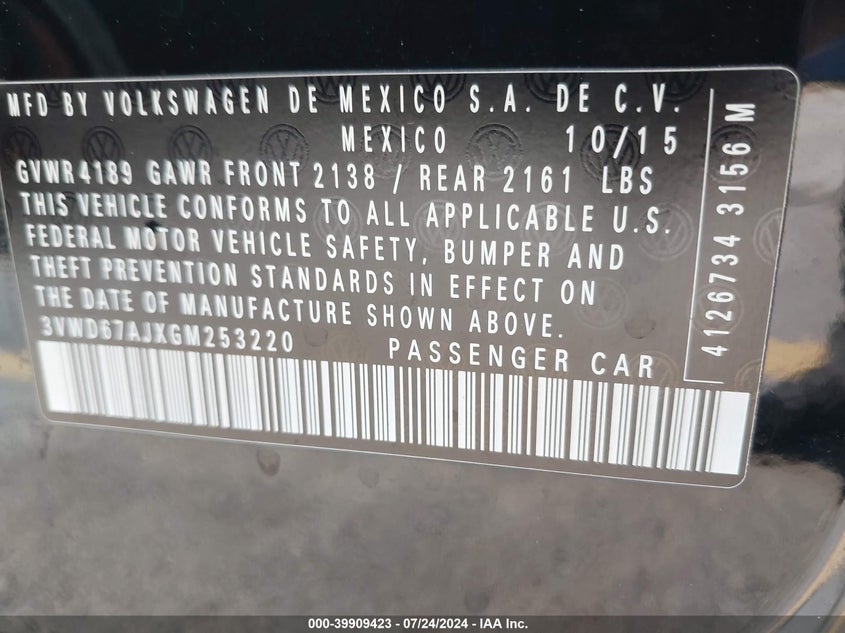 MFD BY VOLKSWAGEN DE MEXICO S.A. DE C.V.
MEXICO 10/15
GVWR4189 GAWR FRONT 2138 / REAR 2161 LBS
THIS VEHICLE CONFORMS TO ALL APPLICABLE U.S.
FEDERAL MOTOR VEHICLE SAFETY, BUMPER AND
THEFT PREVENTION STANDARDS IN EFFECT ON
THE DATE OF MANUFACTURE SHOWN ABOVE.
3VWD67AJXGM253220 PASSENGER CAR
4126734 3156 M
000-39909423 - 07/24/2024 - IAA Inc.